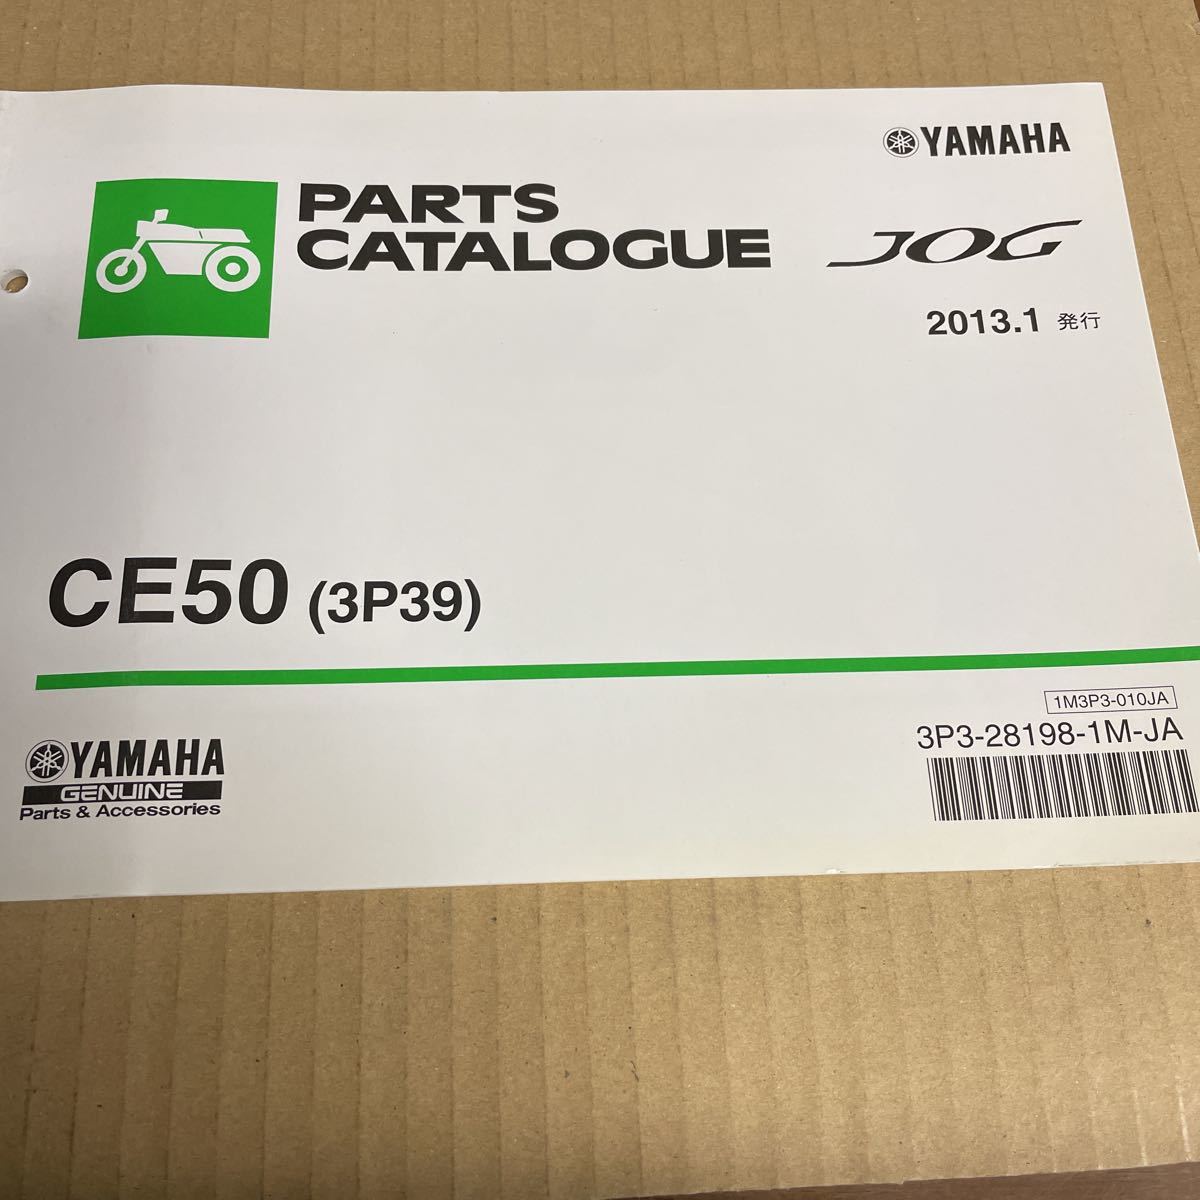 YAMAHA
PARTS
CATALOGUE
JOG
2013.1 発行
CE50 (3P39)
1M3P3-010JA
3P3-28198-1M-JA
YAMAHA
GENUINE
Parts & Accessories